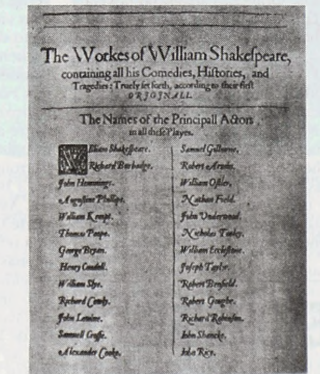 The Workes of William Shakespeare,
containing all his Comedies, Histories, and
Tragedies: Truely set forth, according to their first
ORJGJNALL.
The Names of the Principall Actors
in all these Playes.
William Shakespeare.
Richard Burbadge.
John Hemmings.
Augustine Phillips.
William Kempt.
Thomas Poope.
George Bryan.
Henry Condell.
William Slye.
Richard Cowly.
John Lowine.
Samuell Crosse.
Alexander Cooke.
Samuel Gilburne.
Robert Armin.
William Ostler.
Nathan Field.
John Underwood.
Nicholas Tooley.
William Ecclestone.
Joseph Taylor.
Robert Benfield.
Robert Goughe.
Richard Robinson.
Iohn Shancke.
Iohn Rice.